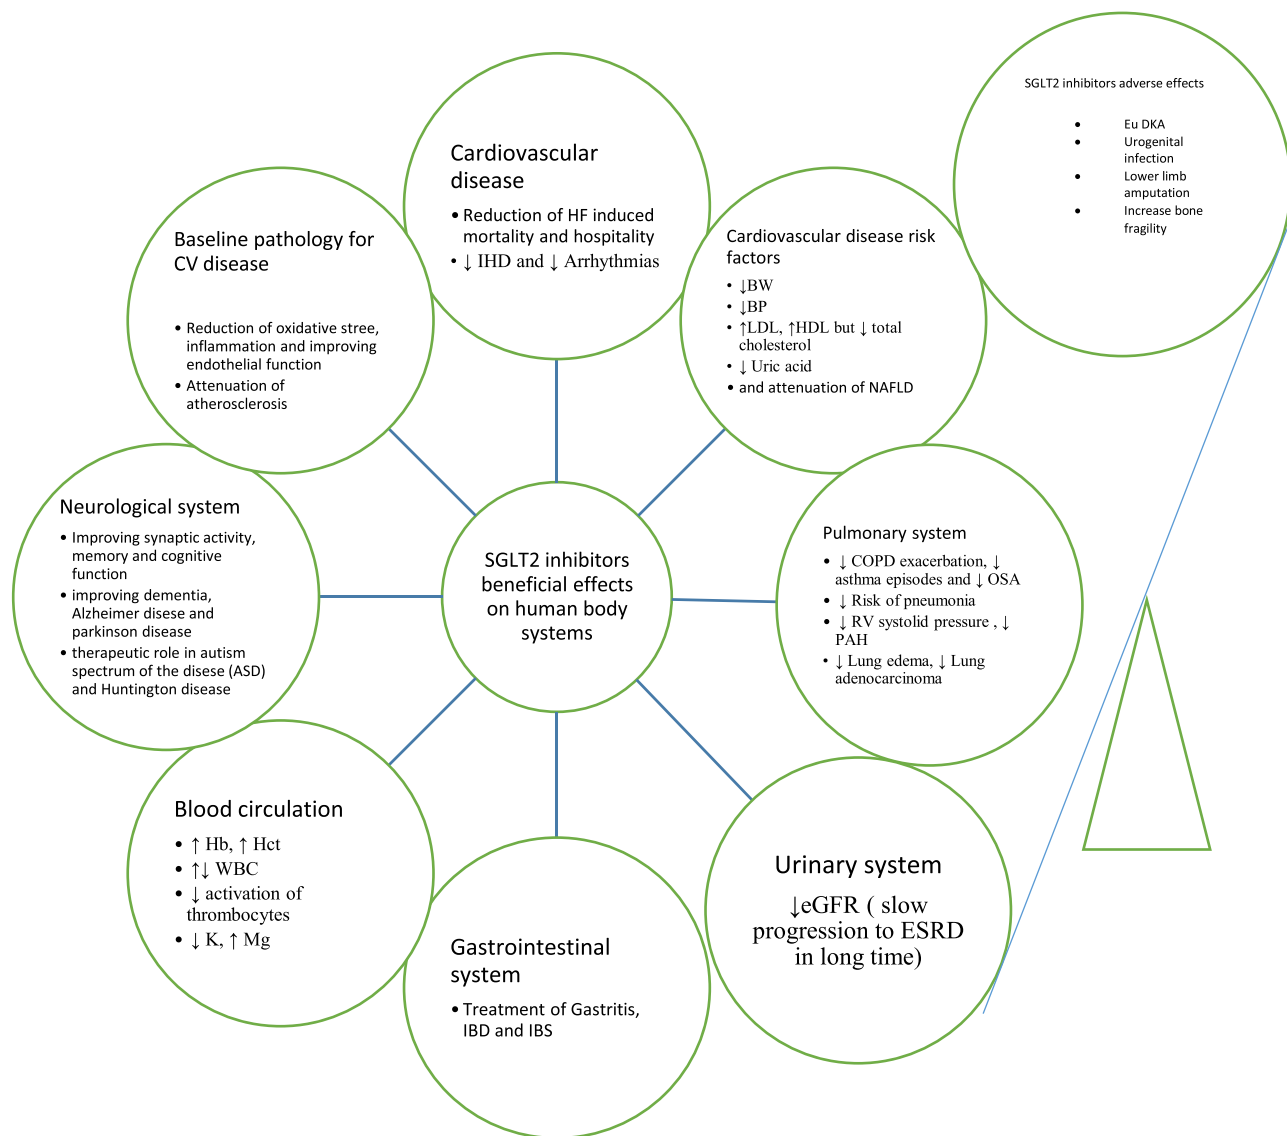 SGLT2 inhibitors adverse effects
• Eu DKA
• Urogenital
infection
• Lower limb
amputation
• Increase bone
fragility
Cardiovascular
disease
• Reduction of HF induced
mortality and hospitality
• ↓ IHD and ↓ Arrhythmias
Cardiovascular disease risk
factors
• ↓BW
• ↓BP
• ↑LDL, ↑HDL but ↓ total
cholesterol
• ↓ Uric acid
• and attenuation of NAFLD
Baseline pathology for
CV disease
• Reduction of oxidative stree,
inflammation and improving
endothelial function
• Attenuation of
atherosclerosis
Neurological system
• Improving synaptic activity,
memory and cognitive
function
• improving dementia,
Alzheimer disese and
parkinson disease
• therapeutic role in autism
spectrum of the disese (ASD)
and Huntington disease
SGLT2 inhibitors
beneficial effects
on human body
systems
Pulmonary system
• ↓ COPD exacerbation, ↓
asthma episodes and ↓ OSA
• ↓ Risk of pneumonia
• ↓ RV systolid pressure , ↓
PAH
• ↓ Lung edema, ↓ Lung
adenocarcinoma
Blood circulation
• ↑ Hb, ↑ Hct
• ↑↓ WBC
• ↓ activation of
thrombocytes
• ↓ K, ↑ Mg
Gastrointestinal
system
• Treatment of Gastritis,
IBD and IBS
Urinary system
↓eGFR ( slow
progression to ESRD
in long time)